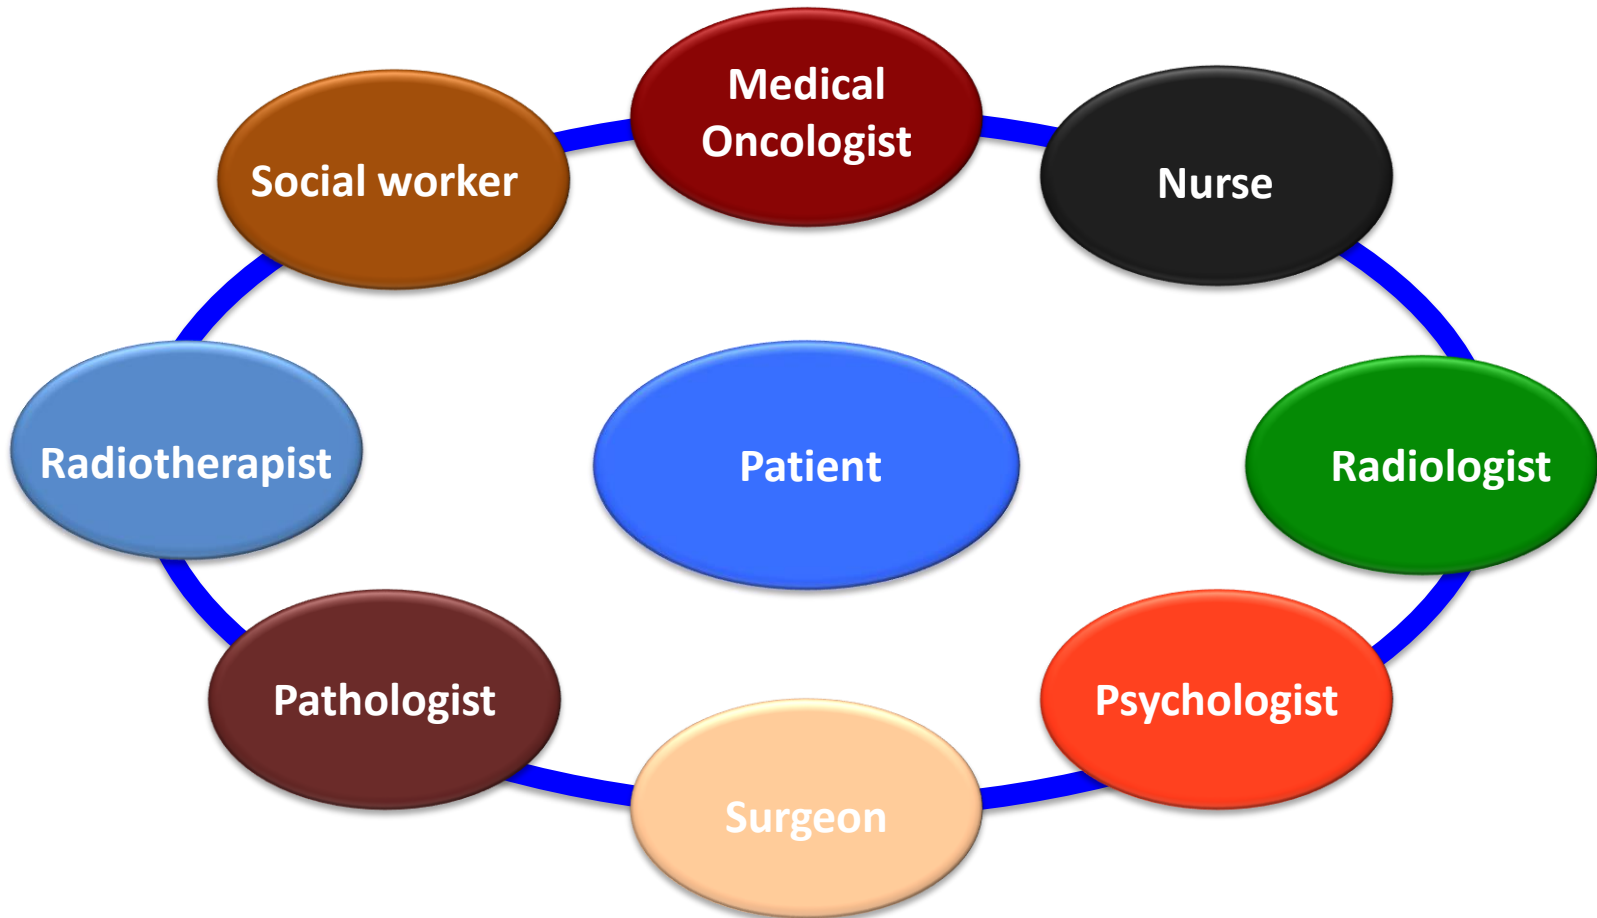 Medical
Oncologist
Social worker
Nurse
Radiotherapist
Patient
Radiologist
Pathologist
Psychologist
Surgeon